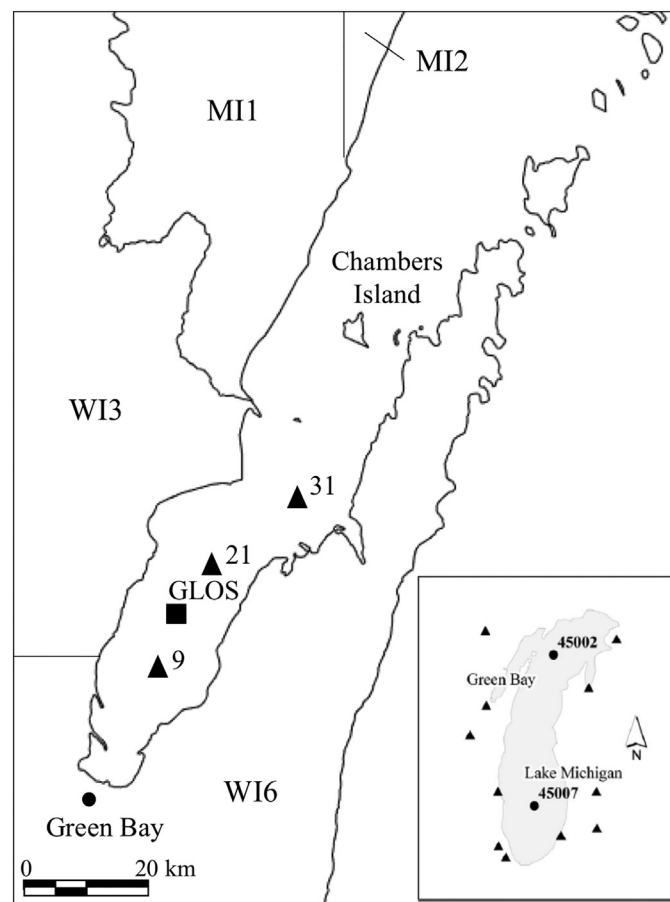 MI2
MI1
Chambers
Island
WI3
31
21
GLOS
9
WI6
Green Bay
0 20 km
45002
Green Bay
N
Lake Michigan
45007